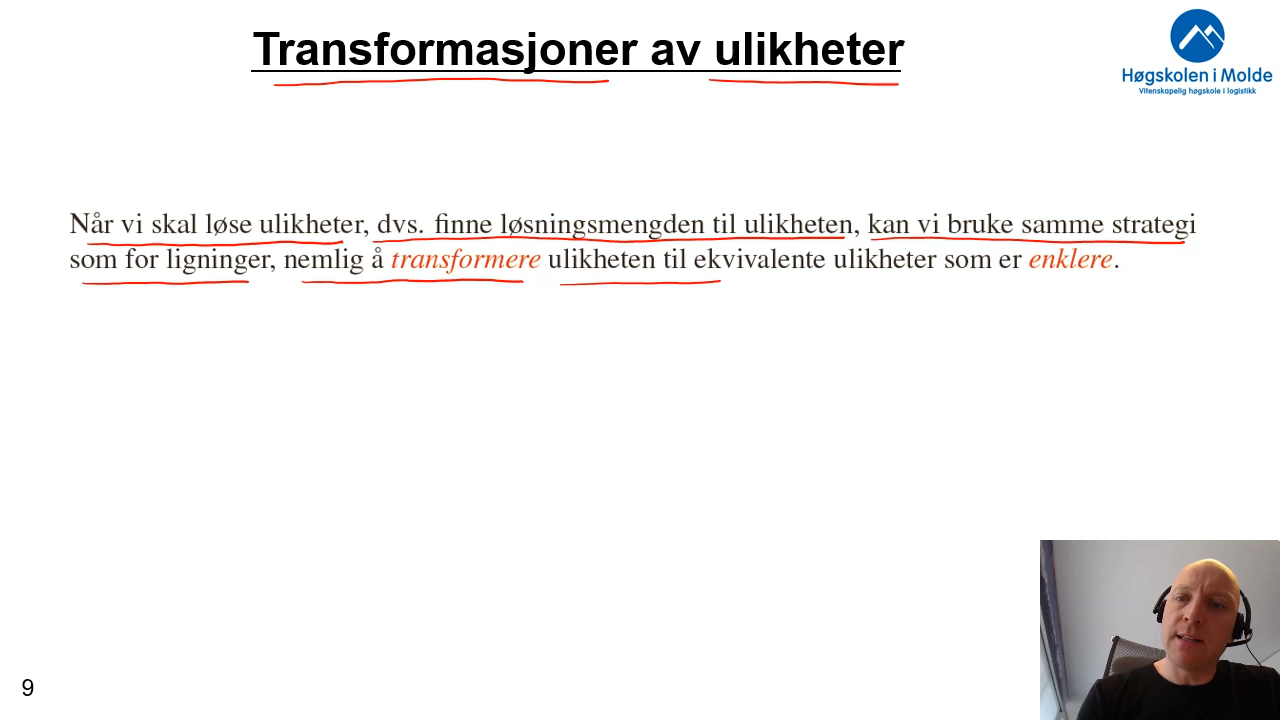 Transformasjoner av ulikheter
Høgskolen i Molde
Vitenskapelig høgskole i logistikk
Når vi skal løse ulikheter, dvs. finne løsningsmengden til ulikheten, kan vi bruke samme strategi
som for ligninger, nemlig å transformere ulikheten til ekvivalente ulikheter som er enklere.
9